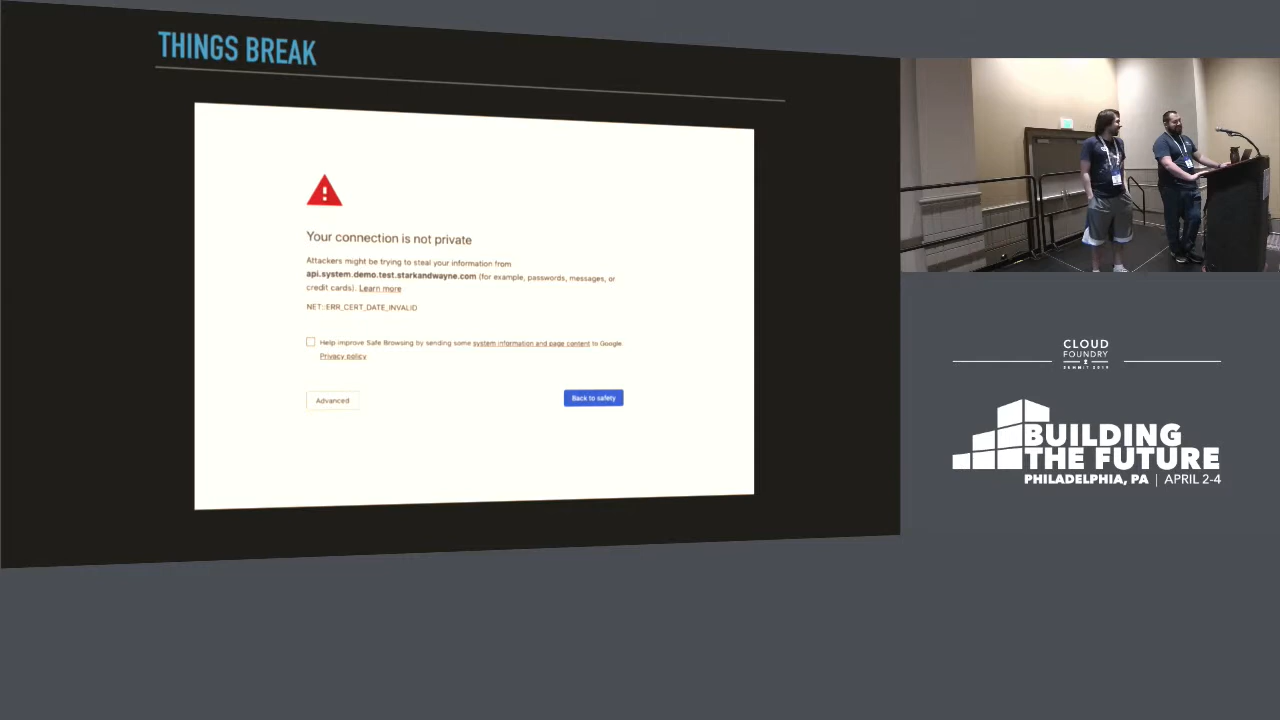 THINGS BREAK
Your connection is not private
Attackers might be trying to steal your information from
api.system.demo.test.starkandwayne.com (for example, passwords, messages, or
credit cards). Learn more
NET::ERR_CERT_DATE_INVALID
Help improve Safe Browsing by sending some system information and page content to Google
Privacy policy
Advanced
Back to safety
CLOUD
FOUNDRY
SUMMIT 2019
BUILDING
THE FUTURE
PHILADELPHIA, PA | APRIL 2-4